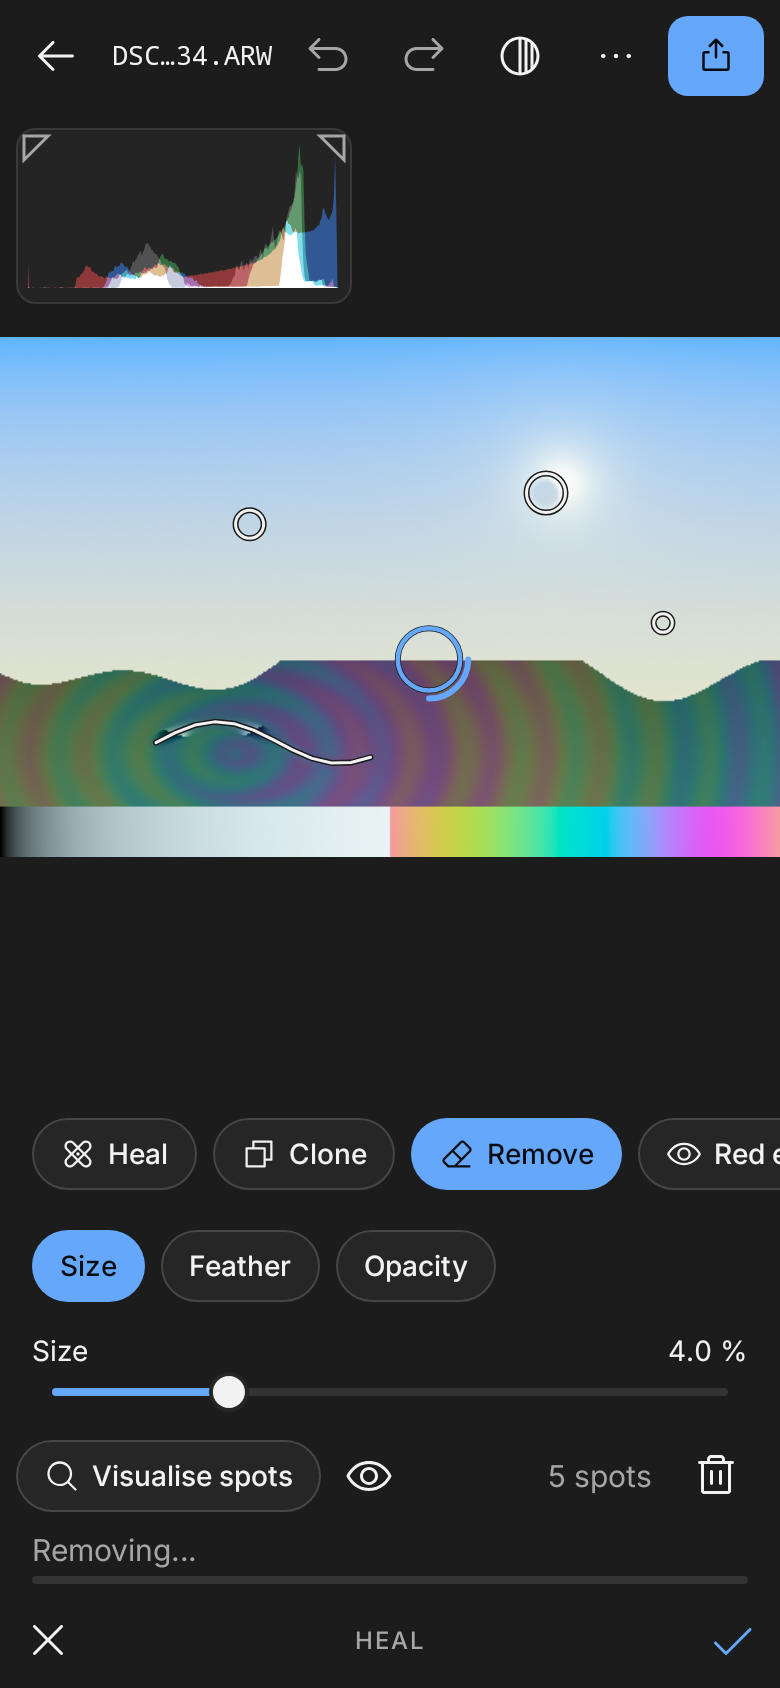 DSC…34.ARW
Heal Clone Remove Red e
Size Feather Opacity
Size 4.0 %
Visualise spots 5 spots
Removing...
HEAL